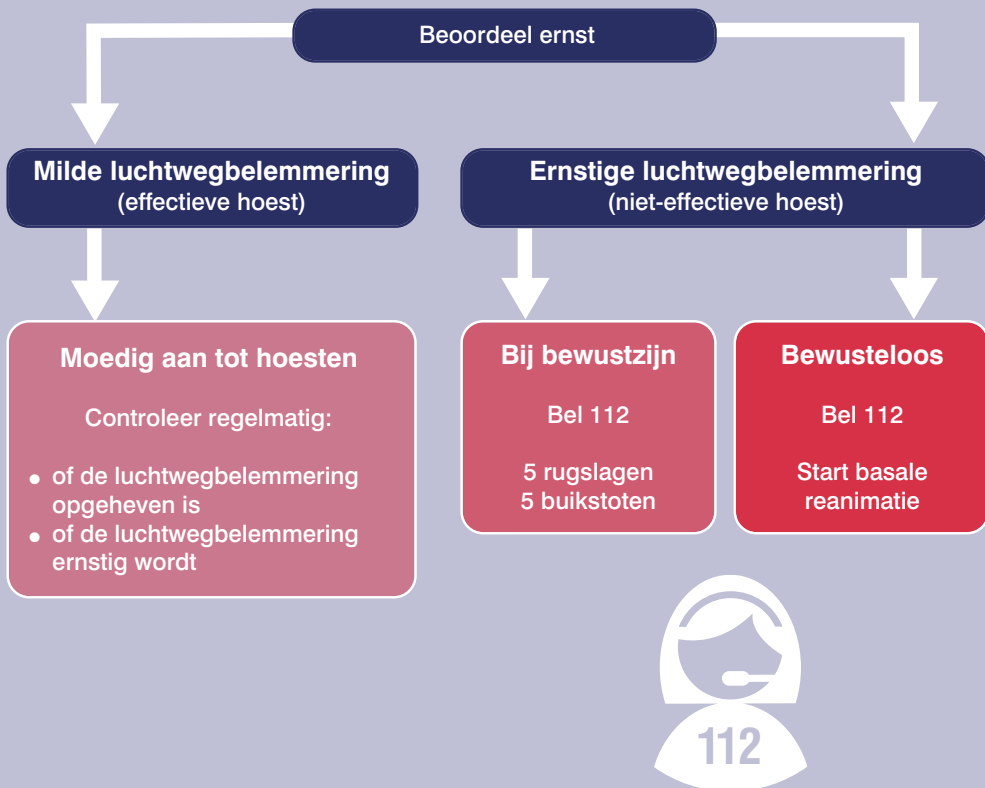 Beoordeel ernst
Milde luchtwegbelemmering
(effectieve hoest)
Ernstige luchtwegbelemmering
(niet-effectieve hoest)
Moedig aan tot hoesten
Controleer regelmatig:
• of de luchtwegbelemmering
opgeheven is
• of de luchtwegbelemmering
ernstig wordt
Bij bewustzijn
Bel 112
5 rugslagen
5 buikstoten
Bewusteloos
Bel 112
Start basale
reanimatie
112